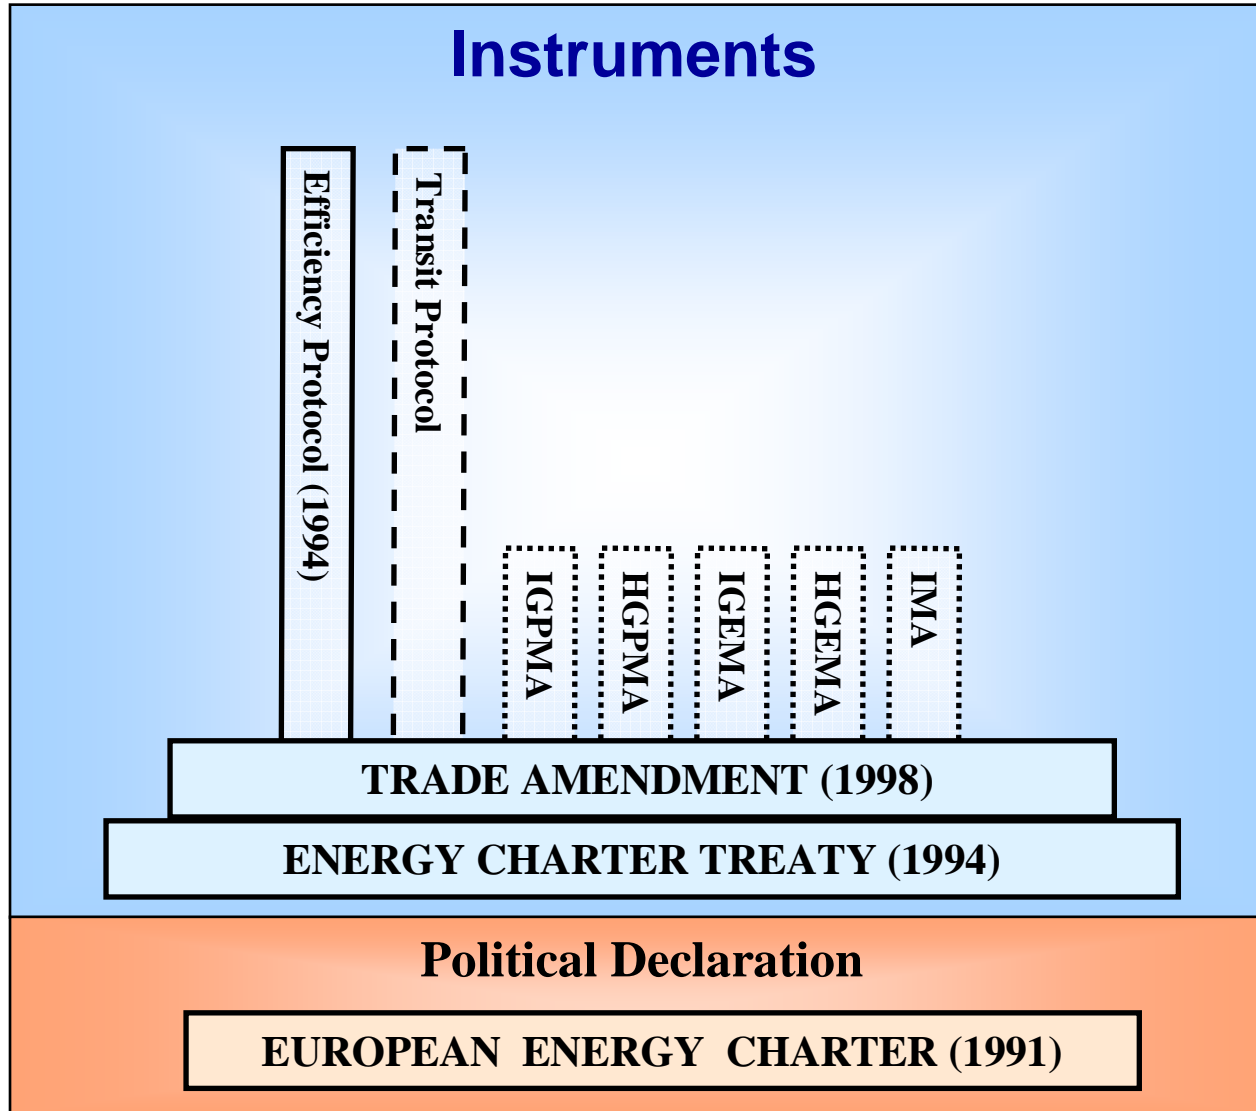 Instruments
Efficiency Protocol (1994)
Transit Protocol
IGPMA
HGPMA
IGEMA
HGEMA
IMA
TRADE AMENDMENT (1998)
ENERGY CHARTER TREATY (1994)
Political Declaration
EUROPEAN ENERGY CHARTER (1991)